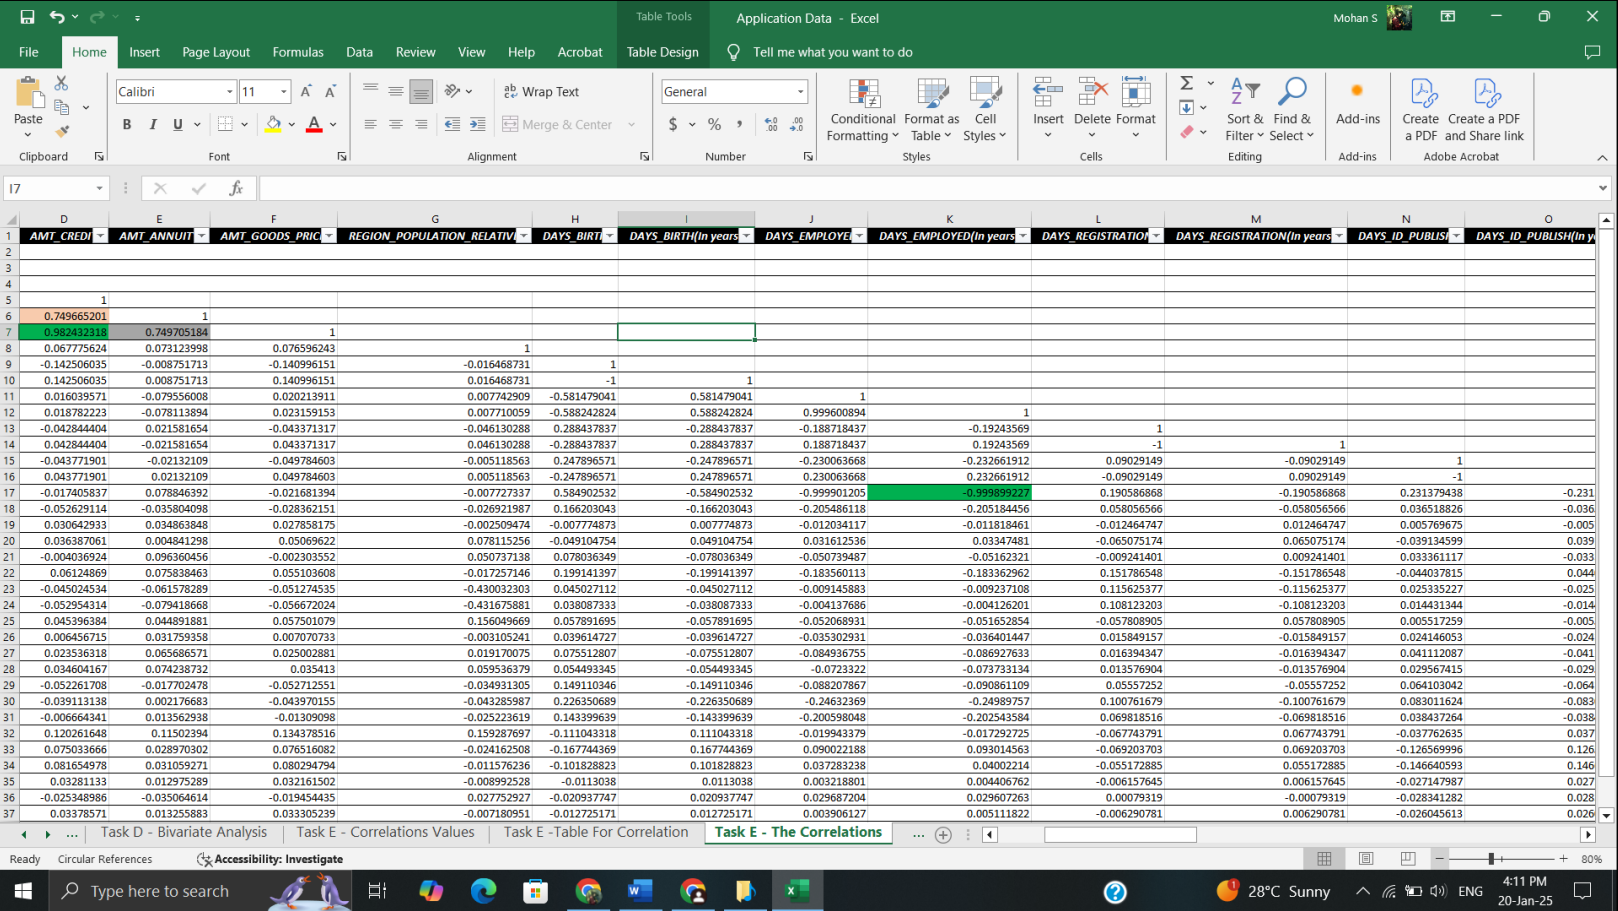 Table Tools
Application Data - Excel
Mohan S
File Home Insert Page Layout Formulas Data Review View Help Acrobat Table Design Tell me what you want to do
Calibri 11 Wrap Text General
Paste Merge & Center Conditional Formatting Format as Table Cell Styles Insert Delete Format Sort & Filter Find & Select Add-ins Create a PDF Create a PDF and Share link
Clipboard Font Alignment Number Styles Cells Editing Add-ins Adobe Acrobat
I7 fx
D E F G H I J K L M N O
1 AMT_CREDI AMT_ANNUIT AMT_GOODS_PRIC REGION_POPULATION_RELATIV DAYS_BIRT DAYS_BIRTH(In years DAYS_EMPLOYE DAYS_EMPLOYED(In years DAYS_REGISTRATIO DAYS_REGISTRATION(In years DAYS_ID_PUBLIS DAYS_ID_PUBLISH(In ye
2
3
4
5 1
6 0.749665201 1
7 0.982432318 0.749705184 1
8 0.067775624 0.073123998 0.076596243 1
9 -0.142506035 -0.008751713 -0.140996151 -0.016468731 1
10 0.142506035 0.008751713 0.140996151 0.016468731 -1 1
11 0.016039571 -0.079556008 0.020213911 0.007742909 -0.581479041 0.581479041 1
12 0.018782223 -0.078113894 0.023159153 0.007710059 -0.588242824 0.588242824 0.999600894 1
13 -0.042844404 0.021581654 -0.043371317 -0.046130288 0.288437837 -0.288437837 -0.188718437 -0.19243569 1
14 0.042844404 -0.021581654 0.043371317 0.046130288 -0.288437837 0.288437837 0.188718437 0.19243569 -1 1
15 -0.043771901 -0.02132109 -0.049784603 -0.005118563 0.247896571 -0.247896571 -0.230063668 -0.232661912 0.09029149 -0.09029149 1
16 0.043771901 0.02132109 0.049784603 0.005118563 -0.247896571 0.247896571 0.230063668 0.232661912 -0.09029149 0.09029149 -1
17 -0.017405837 0.078846392 -0.021681394 -0.007727337 0.584902532 -0.584902532 -0.999901205 -0.999899227 0.190586868 -0.190586868 0.231379438 -0.231
18 -0.052629114 -0.035804098 -0.028362151 -0.026921987 0.166203043 -0.166203043 -0.205486118 -0.205184456 0.058056566 -0.058056566 0.036518826 -0.036
19 0.030642933 0.034863848 0.027858175 -0.002509474 -0.007774873 0.007774873 -0.012034117 -0.011818461 -0.012464747 0.012464747 0.005769675 -0.005
20 0.036387061 0.004841298 0.05069622 0.078115256 -0.049104754 0.049104754 0.031612536 0.03347481 -0.065075174 0.065075174 -0.039134599 0.039
21 -0.004036924 0.096360456 -0.002303552 0.050737138 0.078036349 -0.078036349 -0.050739487 -0.05162321 -0.009241401 0.009241401 0.033361117 -0.033
22 0.06124869 0.075838463 0.055103608 -0.017257146 0.199141397 -0.199141397 -0.183560113 -0.183362962 0.151786548 -0.151786548 -0.044037815 0.044
23 -0.045024534 -0.061578289 -0.051274535 -0.430032303 0.045027112 -0.045027112 -0.009145883 -0.009237108 0.115625377 -0.115625377 0.025335227 -0.025
24 -0.052954314 -0.079418668 -0.056672024 -0.431675881 0.038087333 -0.038087333 -0.004137686 -0.004126201 0.108123203 -0.108123203 0.014431344 -0.014
25 0.045396384 0.044891881 0.057501079 0.156049669 0.057891695 -0.057891695 -0.052068931 -0.051652854 -0.057808905 0.057808905 0.005517259 -0.005
26 0.006456715 0.031759358 0.007070733 -0.003105241 0.039614727 -0.039614727 -0.035302931 -0.036401447 0.015849157 -0.015849157 0.024146053 -0.024
27 0.023536318 0.065686571 0.025002881 0.019170075 0.075512807 -0.075512807 -0.084936755 -0.086927633 0.016394347 -0.016394347 0.041112087 -0.041
28 0.034604167 0.074238732 0.035413 0.059536379 0.054493345 -0.054493345 -0.0723322 -0.073733134 0.013576904 -0.013576904 0.029567415 -0.029
29 -0.052261708 -0.017702478 -0.052712551 -0.034931305 0.149110346 -0.149110346 -0.088207867 -0.090861109 0.05557252 -0.05557252 0.064103042 -0.064
30 -0.039113138 0.002176683 -0.043970155 -0.043285987 0.226350689 -0.226350689 -0.24632369 -0.24989757 0.100761679 -0.100761679 0.083011624 -0.083
31 -0.006664341 0.013562938 -0.01309098 -0.025223619 0.143399639 -0.143399639 -0.200598048 -0.202543584 0.069818516 -0.069818516 0.038437264 -0.038
32 0.120261648 0.11502394 0.134378516 0.159287697 -0.111043318 0.111043318 -0.019943379 -0.017292725 -0.067743791 0.067743791 -0.037762635 0.037
33 0.075033666 0.028970302 0.076516082 -0.024162508 -0.167744369 0.167744369 0.090022188 0.093014563 -0.069203703 0.069203703 -0.126569996 0.126
34 0.081654978 0.031059271 0.080294794 -0.011576236 -0.101828823 0.101828823 0.037283238 0.04002214 -0.055172885 0.055172885 -0.146640593 0.146
35 0.03281133 0.012975289 0.032161502 -0.008992528 -0.0113038 0.0113038 0.003218801 0.004406762 -0.006157645 0.006157645 -0.027147987 0.027
36 -0.025348986 -0.035064614 -0.019454435 0.027752927 -0.020937747 0.020937747 0.029687204 0.029607263 0.00079319 -0.00079319 -0.028341282 0.028
37 0.03378571 0.013255883 0.033305239 -0.007180951 -0.012725171 0.012725171 0.003906127 0.005111822 -0.006290781 0.006290781 -0.026045613 0.026
... Task D - Bivariate Analysis Task E - Correlations Values Task E -Table For Correlation Task E - The Correlations ...
Ready Circular References Accessibility: Investigate 80%
Type here to search 28°C Sunny ENG 4:11 PM
20-Jan-25